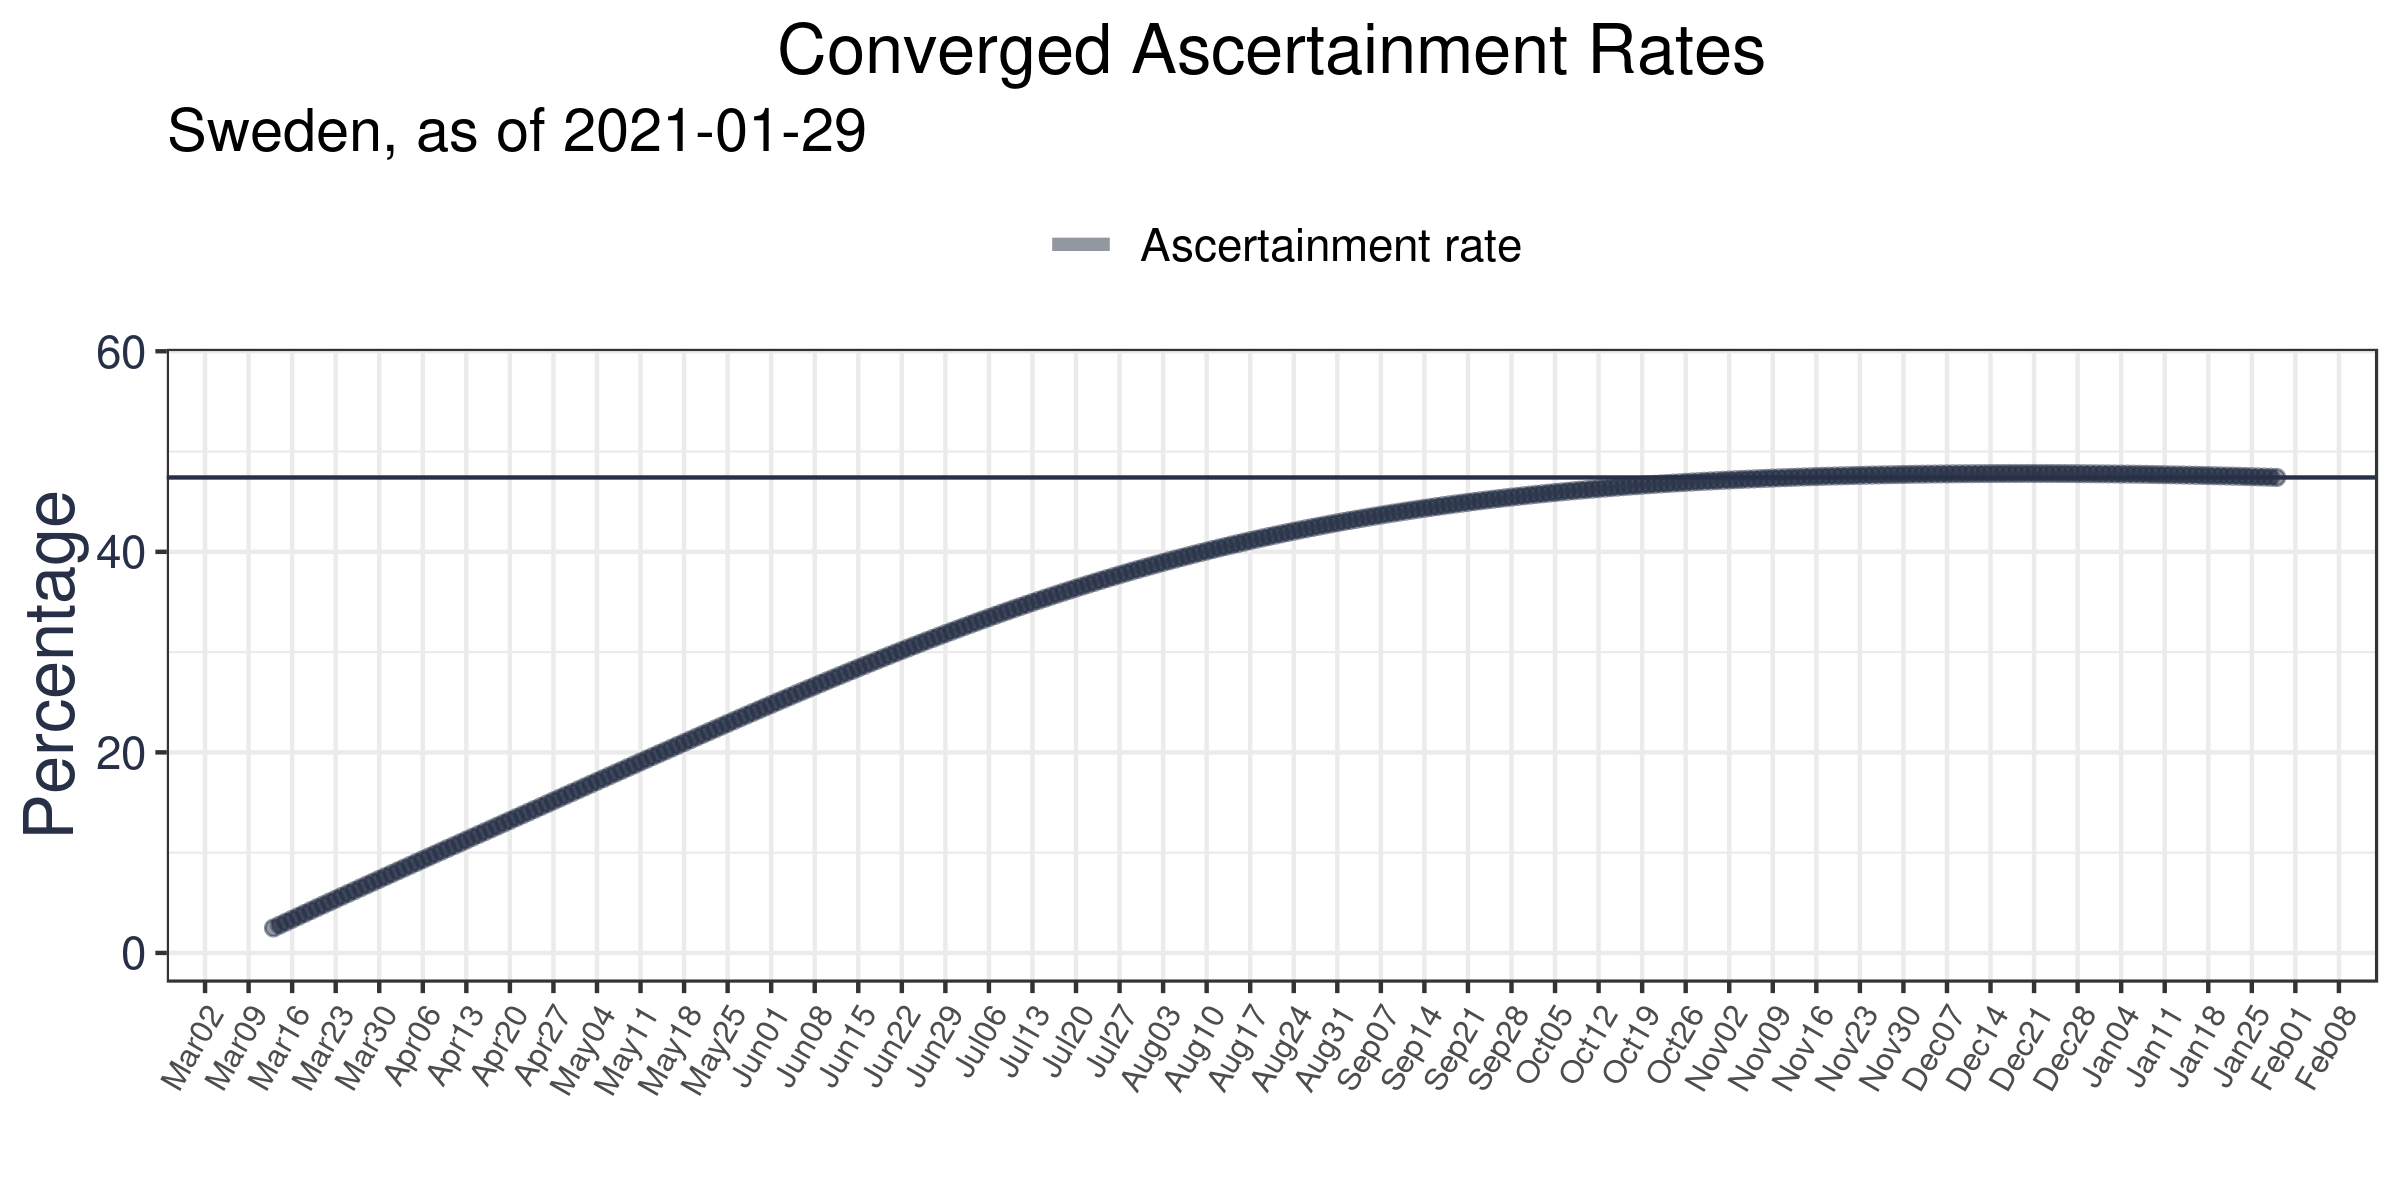 Converged Ascertainment Rates
Sweden, as of 2021-01-29
Ascertainment rate
Percentage
60
40
20
0
Mar02
Mar09
Mar16
Mar23
Mar30
Apr06
Apr13
Apr20
Apr27
May04
May11
May18
May25
Jun01
Jun08
Jun15
Jun22
Jun29
Jul06
Jul13
Jul20
Jul27
Aug03
Aug10
Aug17
Aug24
Aug31
Sep07
Sep14
Sep21
Sep28
Oct05
Oct12
Oct19
Oct26
Nov02
Nov09
Nov16
Nov23
Nov30
Dec07
Dec14
Dec21
Dec28
Jan04
Jan11
Jan18
Jan25
Feb01
Feb08